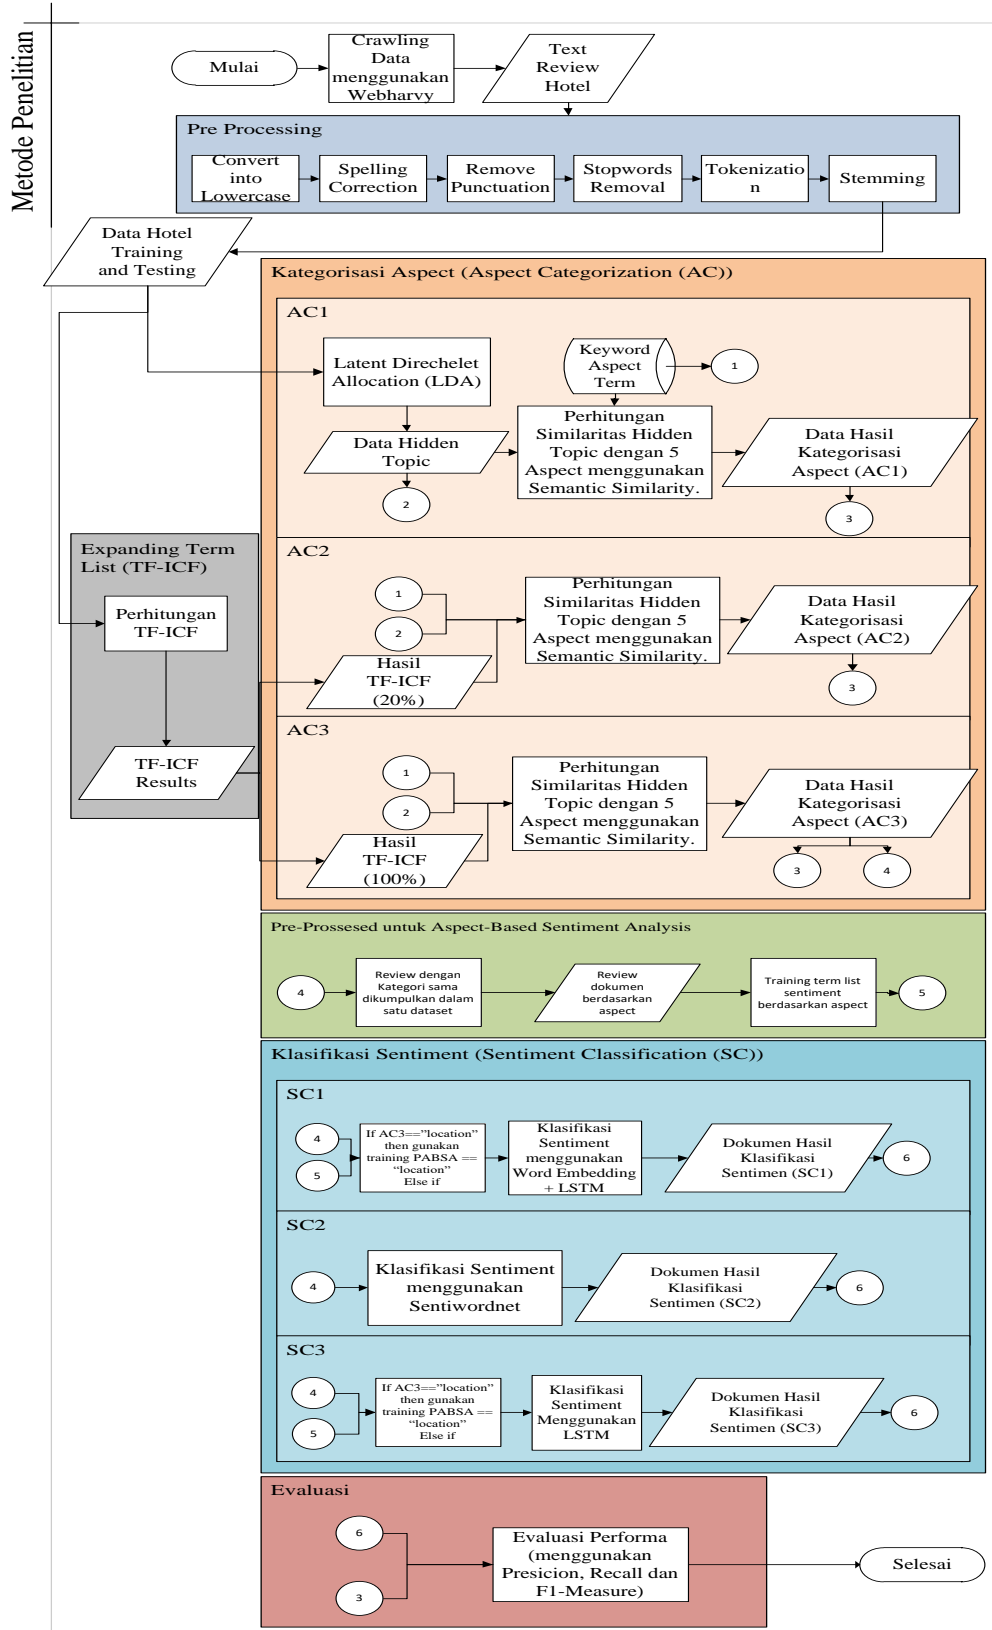 Metode Penelitian
Mulai
Crawling
Data
menggunakan
Webharvy
Text
Review
Hotel
Pre Processing
Convert
into
Lowercase
Spelling
Correction
Remove
Punctuation
Stopwords
Removal
Tokenizatio
n
Stemming
Data Hotel
Training
and Testing
Kategorisasi Aspect (Aspect Categorization (AC))
AC1
Latent Direchelet
Allocation (LDA)
Keyword
Aspect
Term
1
Data Hidden
Topic
Perhitungan
Similaritas Hidden
Topic dengan 5
Aspect menggunakan
Semantic Similarity.
Data Hasil
Kategorisasi
Aspect (AC1)
2
3
Expanding Term
List (TF-ICF)
Perhitungan
TF-ICF
TF-ICF
Results
AC2
1
2
Hasil
TF-ICF
(20%)
Perhitungan
Similaritas Hidden
Topic dengan 5
Aspect menggunakan
Semantic Similarity.
Data Hasil
Kategorisasi
Aspect (AC2)
3
AC3
1
2
Hasil
TF-ICF
(100%)
Perhitungan
Similaritas Hidden
Topic dengan 5
Aspect menggunakan
Semantic Similarity.
Data Hasil
Kategorisasi
Aspect (AC3)
3
4
Pre-Prossesed untuk Aspect-Based Sentiment Analysis
4
Review dengan
Kategori sama
dikumpulkan dalam
satu dataset
Review
dokumen
berdasarkan
aspect
Training term list
sentiment
berdasarkan aspect
5
Klasifikasi Sentiment (Sentiment Classification (SC))
SC1
4
5
If AC3==”location”
then gunakan
training PABSA ==
“location”
Else if
Klasifikasi
Sentiment
menggunakan
Word Embedding
+ LSTM
Dokumen Hasil
Klasifikasi
Sentimen (SC1)
6
SC2
4
Klasifikasi Sentiment
menggunakan
Sentiwordnet
Dokumen Hasil
Klasifikasi
Sentimen (SC2)
6
SC3
4
5
If AC3==”location”
then gunakan
training PABSA ==
“location”
Else if
Klasifikasi
Sentiment
Menggunakan
LSTM
Dokumen Hasil
Klasifikasi
Sentimen (SC3)
6
Evaluasi
6
3
Evaluasi Performa
(menggunakan
Presicion, Recall dan
F1-Measure)
Selesai